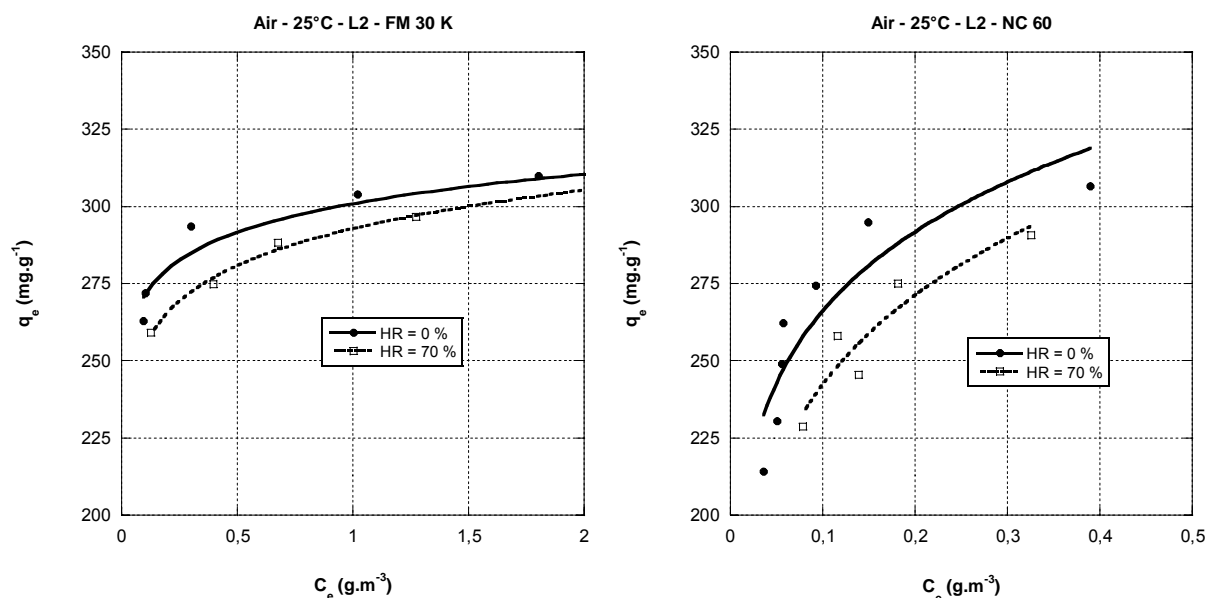 Air - 25°C - L2 - FM 30 K
350
325
300
275
250
225
200
q_e (mg.g⁻¹)
HR = 0 %
HR = 70 %
0
0,5
1
1,5
2
C_e (g.m⁻³)
Air - 25°C - L2 - NC 60
350
325
300
275
250
225
200
q_e (mg.g⁻¹)
HR = 0 %
HR = 70 %
0
0,1
0,2
0,3
0,4
0,5
C_e (g.m⁻³)